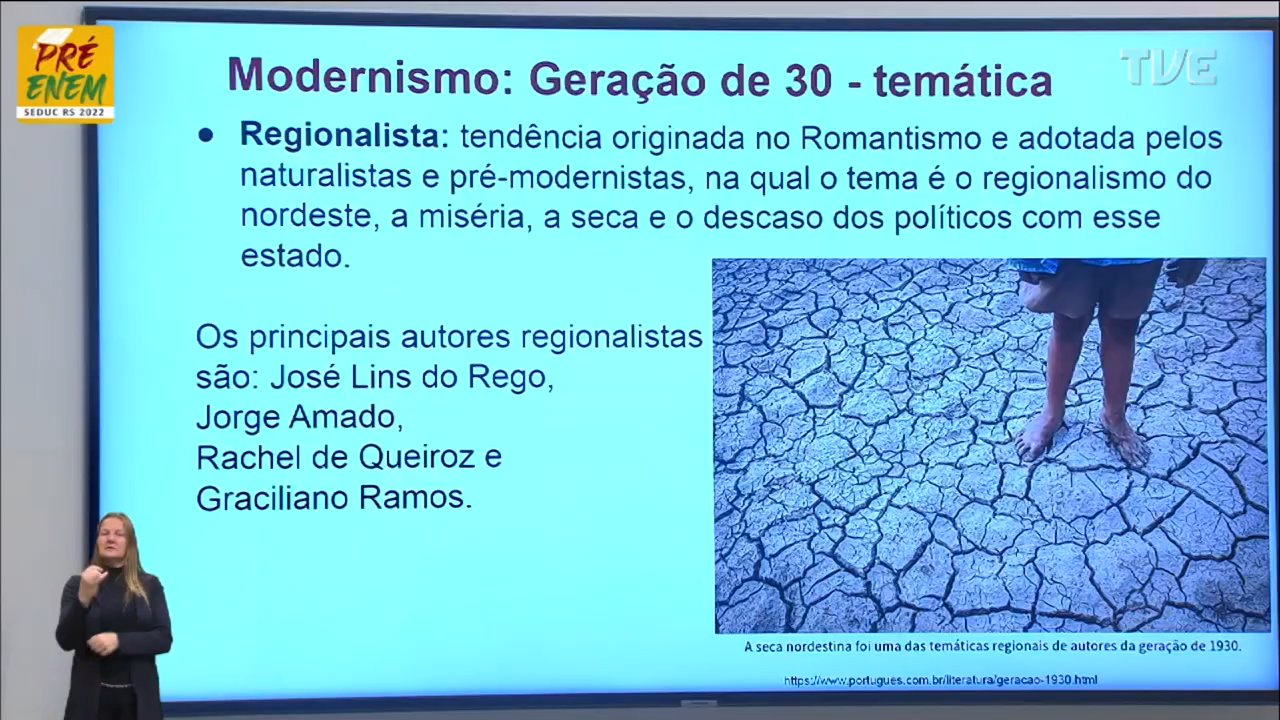 PRÉ
ENEM
SEDUC RS 2022
TVE
Modernismo: Geração de 30 - temática
● Regionalista: tendência originada no Romantismo e adotada pelos
naturalistas e pré-modernistas, na qual o tema é o regionalismo do
nordeste, a miséria, a seca e o descaso dos políticos com esse
estado.
Os principais autores regionalistas
são: José Lins do Rego,
Jorge Amado,
Rachel de Queiroz e
Graciliano Ramos.
A seca nordestina foi uma das temáticas regionais de autores da geração de 1930.
https://www.portugues.com.br/literatura/geracao-1930.html